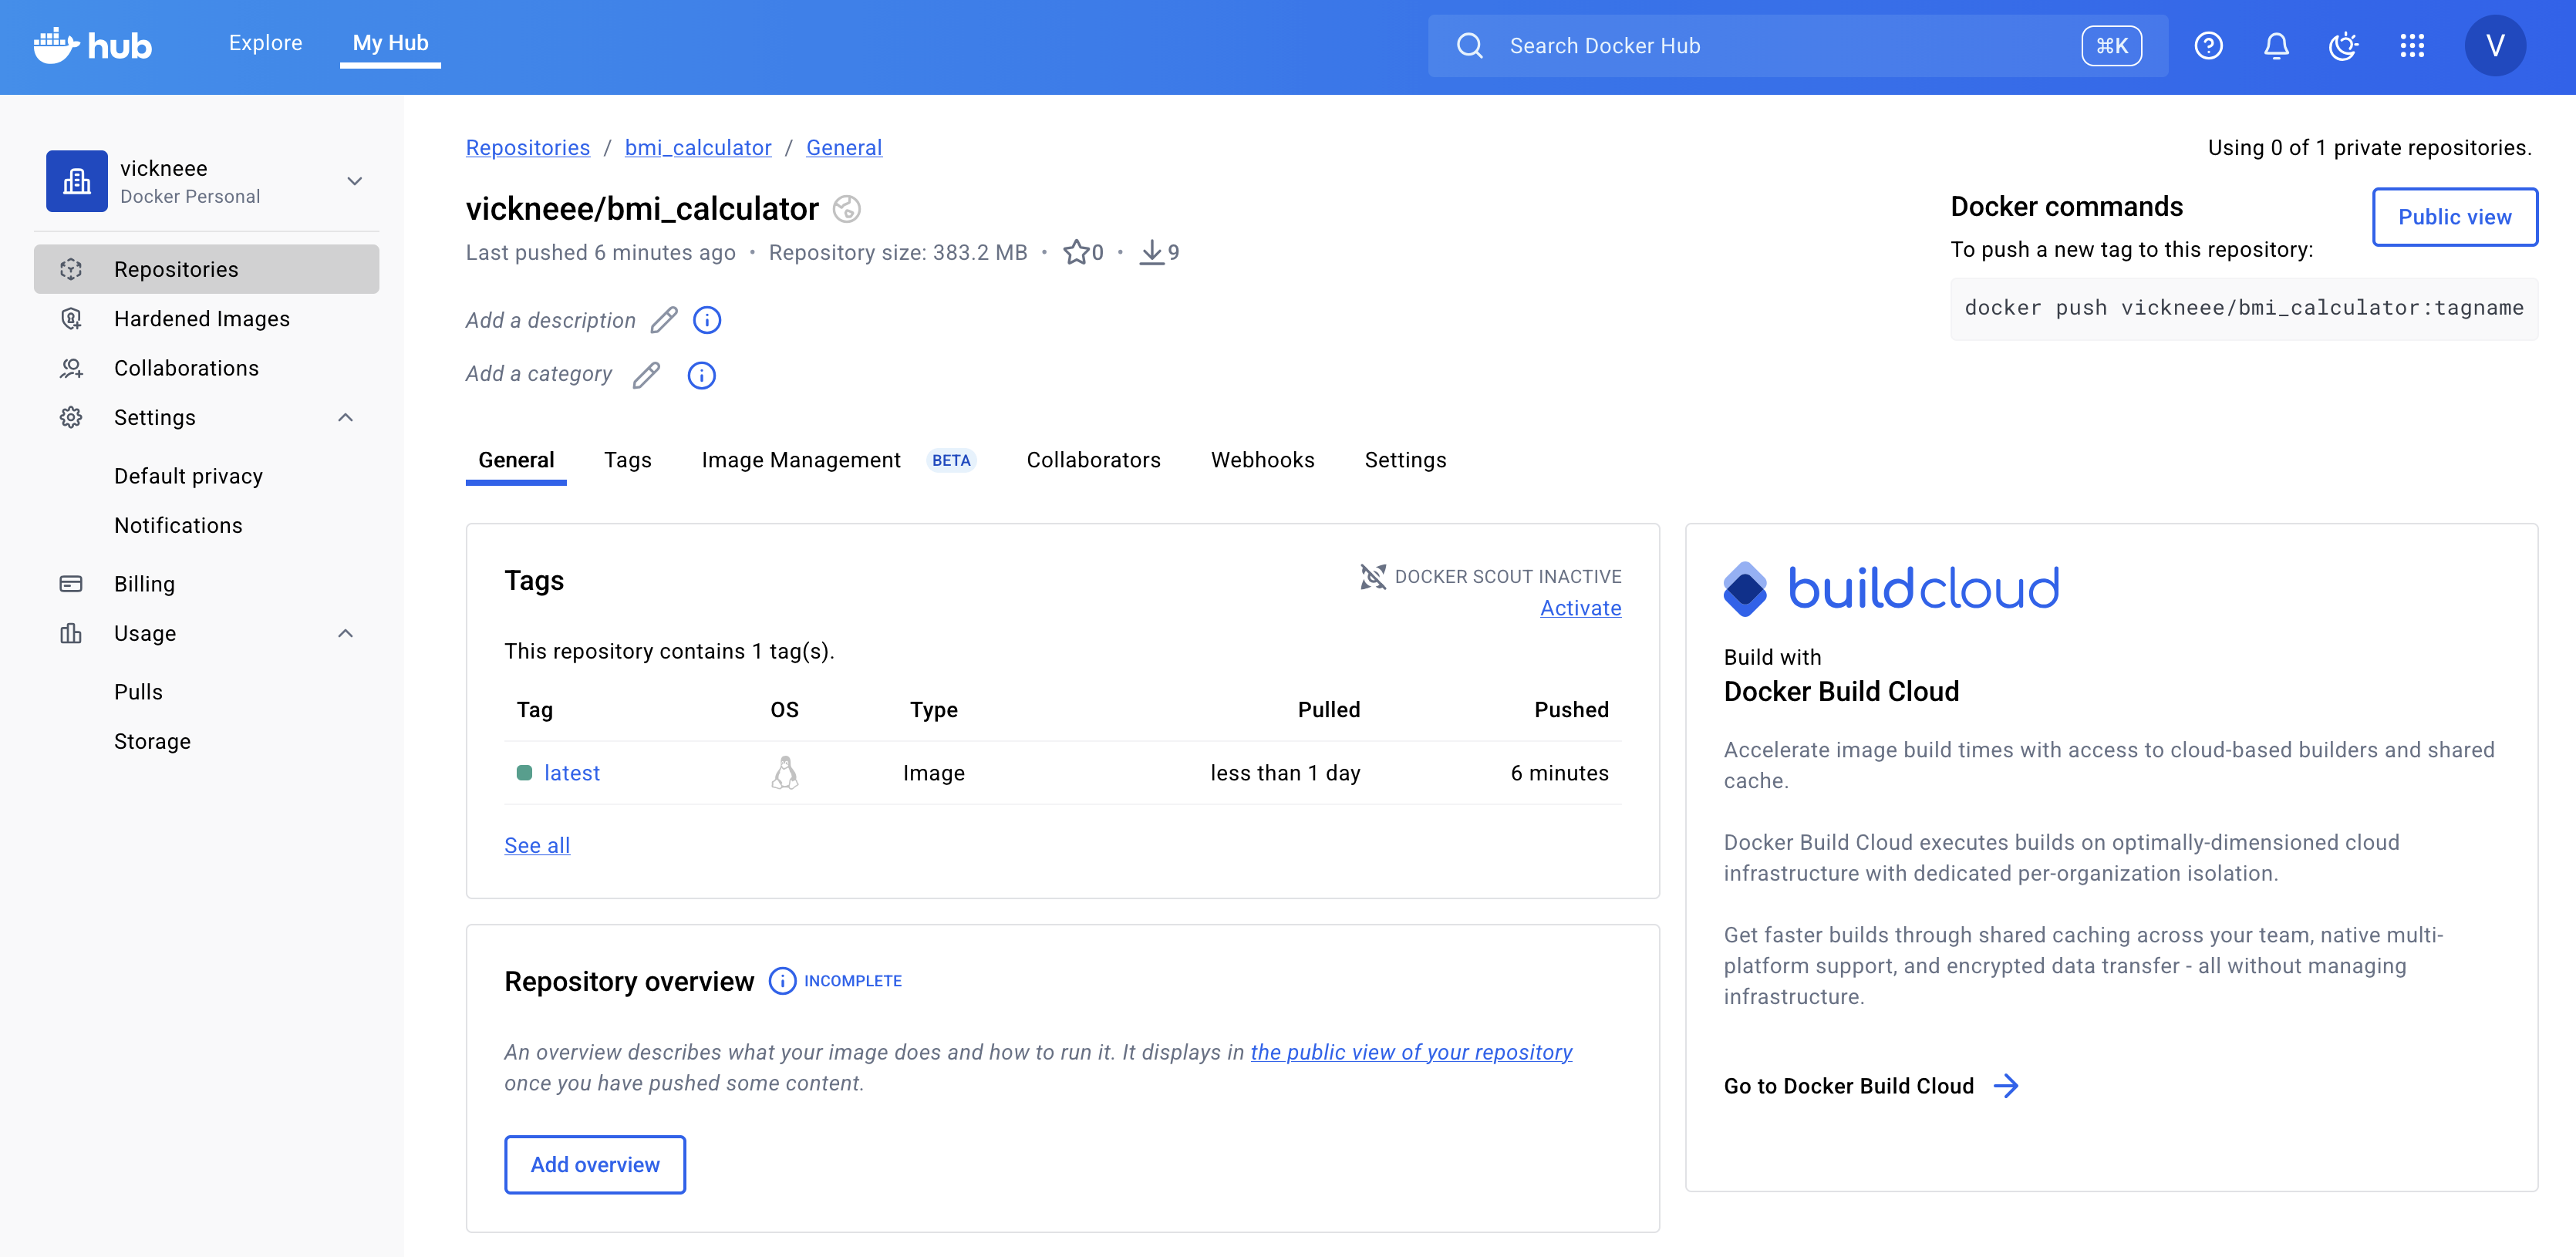 hub
Explore
My Hub
Search Docker Hub
⌘K
V
vickneee
Docker Personal
Repositories
Hardened Images
Collaborations
Settings
Default privacy
Notifications
Billing
Usage
Pulls
Storage
Repositories / bmi_calculator / General
Using 0 of 1 private repositories.
vickneee/bmi_calculator
Last pushed 6 minutes ago • Repository size: 383.2 MB • 0 • 9
Add a description
Add a category
Docker commands
Public view
To push a new tag to this repository:
docker push vickneee/bmi_calculator:tagname
General
Tags
Image Management BETA
Collaborators
Webhooks
Settings
Tags
DOCKER SCOUT INACTIVE
Activate
This repository contains 1 tag(s).
Tag OS Type Pulled Pushed
latest Image less than 1 day 6 minutes
See all
Repository overview INCOMPLETE
An overview describes what your image does and how to run it. It displays in the public view of your repository
once you have pushed some content.
Add overview
buildcloud
Build with
Docker Build Cloud
Accelerate image build times with access to cloud-based builders and shared
cache.
Docker Build Cloud executes builds on optimally-dimensioned cloud
infrastructure with dedicated per-organization isolation.
Get faster builds through shared caching across your team, native multi-
platform support, and encrypted data transfer - all without managing
infrastructure.
Go to Docker Build Cloud